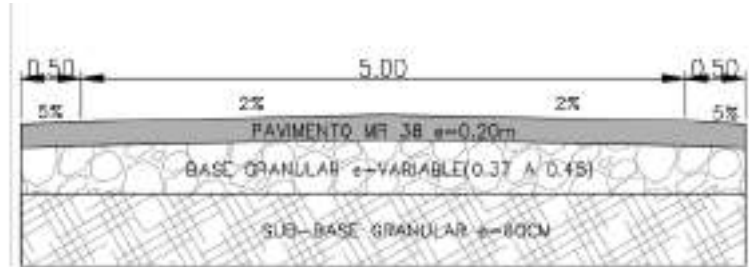 0.50 5.00 0.50
5% 2% 2% 5%
PAVIMENTO MR 38 e=0.20m
BASE GRANULAR e=VARIABLE(0.37 A 0.45)
SUB-BASE GRANULAR e=60CM